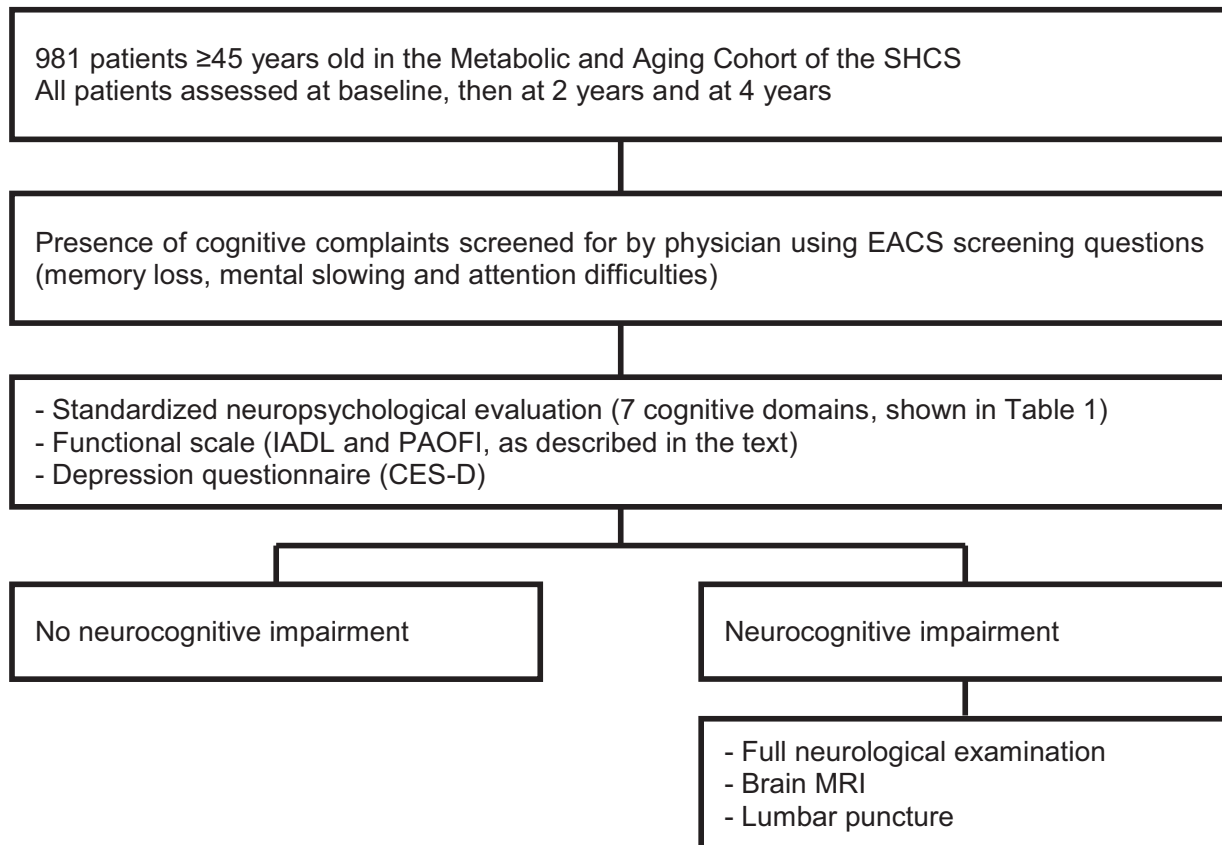 981 patients ≥45 years old in the Metabolic and Aging Cohort of the SHCS
All patients assessed at baseline, then at 2 years and at 4 years
Presence of cognitive complaints screened for by physician using EACS screening questions
(memory loss, mental slowing and attention difficulties)
- Standardized neuropsychological evaluation (7 cognitive domains, shown in Table 1)
- Functional scale (IADL and PAOFI, as described in the text)
- Depression questionnaire (CES-D)
No neurocognitive impairment
Neurocognitive impairment
- Full neurological examination
- Brain MRI
- Lumbar puncture